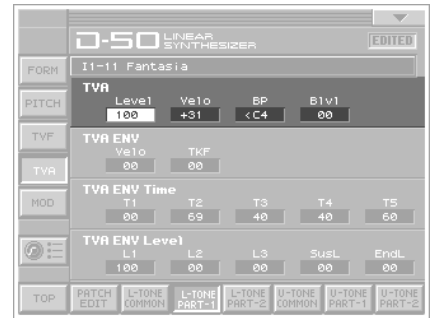 D-50 LINEAR SYNTHESIZER
EDITED
I1-11 Fantasia
FORM
PITCH
TVF
TVA
MOD
TVA
Level Velo BP Blvl
100 +31 <C4 00
TVA ENV
Velo TKF
00 00
TVA ENV Time
T1 T2 T3 T4 T5
00 69 40 40 60
TVA ENV Level
L1 L2 L3 SusL EndL
100 00 00 00 00
TOP
PATCH EDIT
L-TONE COMMON
L-TONE PART-1
L-TONE PART-2
U-TONE COMMON
U-TONE PART-1
U-TONE PART-2